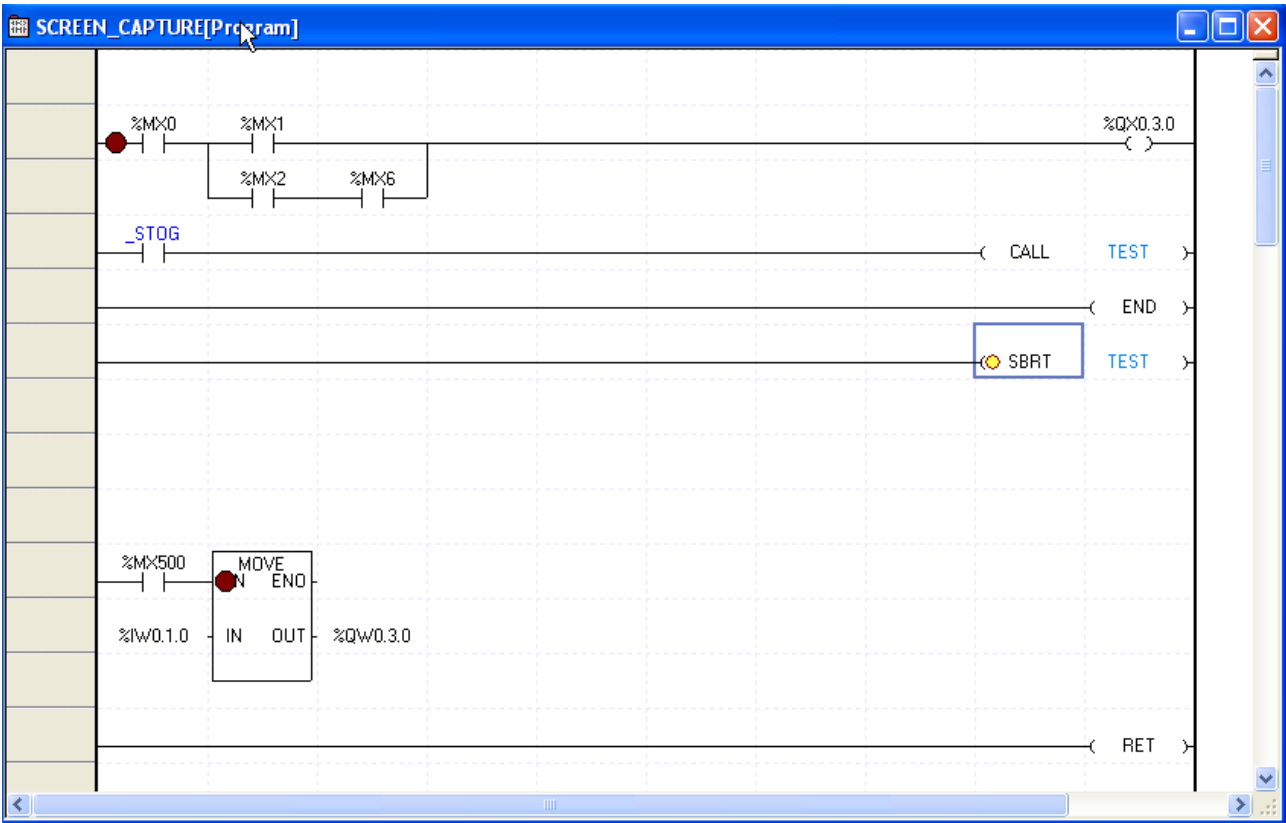 SCREEN_CAPTURE[Program]
%MX0 %MX1 %QX0.3.0
%MX2 %MX6
_STOG
CALL TEST
END
SBRT TEST
%MX500 MOVE
N ENO
%IW0.1.0 IN OUT %QW0.3.0
RET